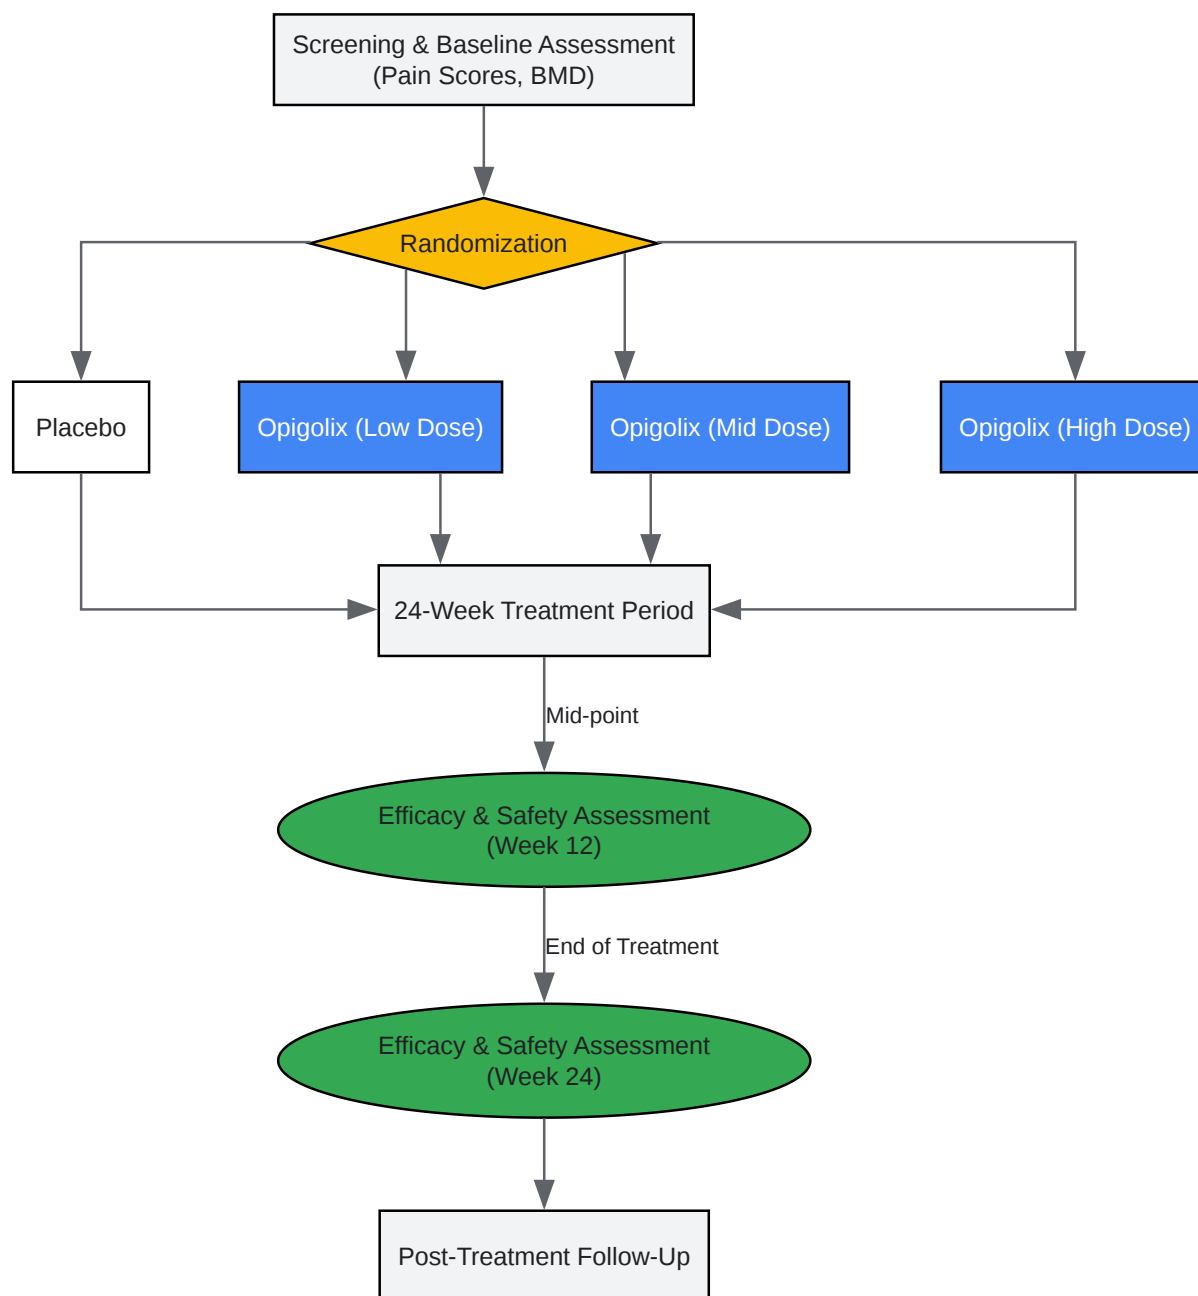 Screening & Baseline Assessment
(Pain Scores, BMD)
Randomization
Placebo
Opigolix (Low Dose)
Opigolix (Mid Dose)
Opigolix (High Dose)
24-Week Treatment Period
Mid-point
Efficacy & Safety Assessment
(Week 12)
End of Treatment
Efficacy & Safety Assessment
(Week 24)
Post-Treatment Follow-Up